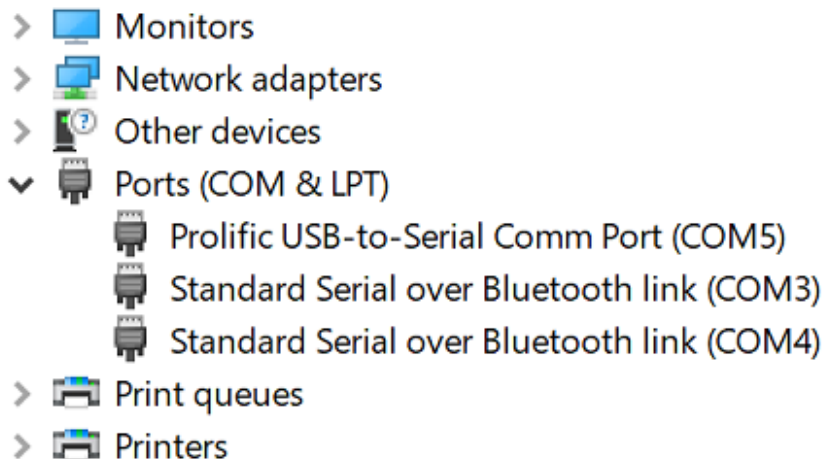 Monitors
Network adapters
Other devices
Ports (COM & LPT)
Prolific USB-to-Serial Comm Port (COM5)
Standard Serial over Bluetooth link (COM3)
Standard Serial over Bluetooth link (COM4)
Print queues
Printers